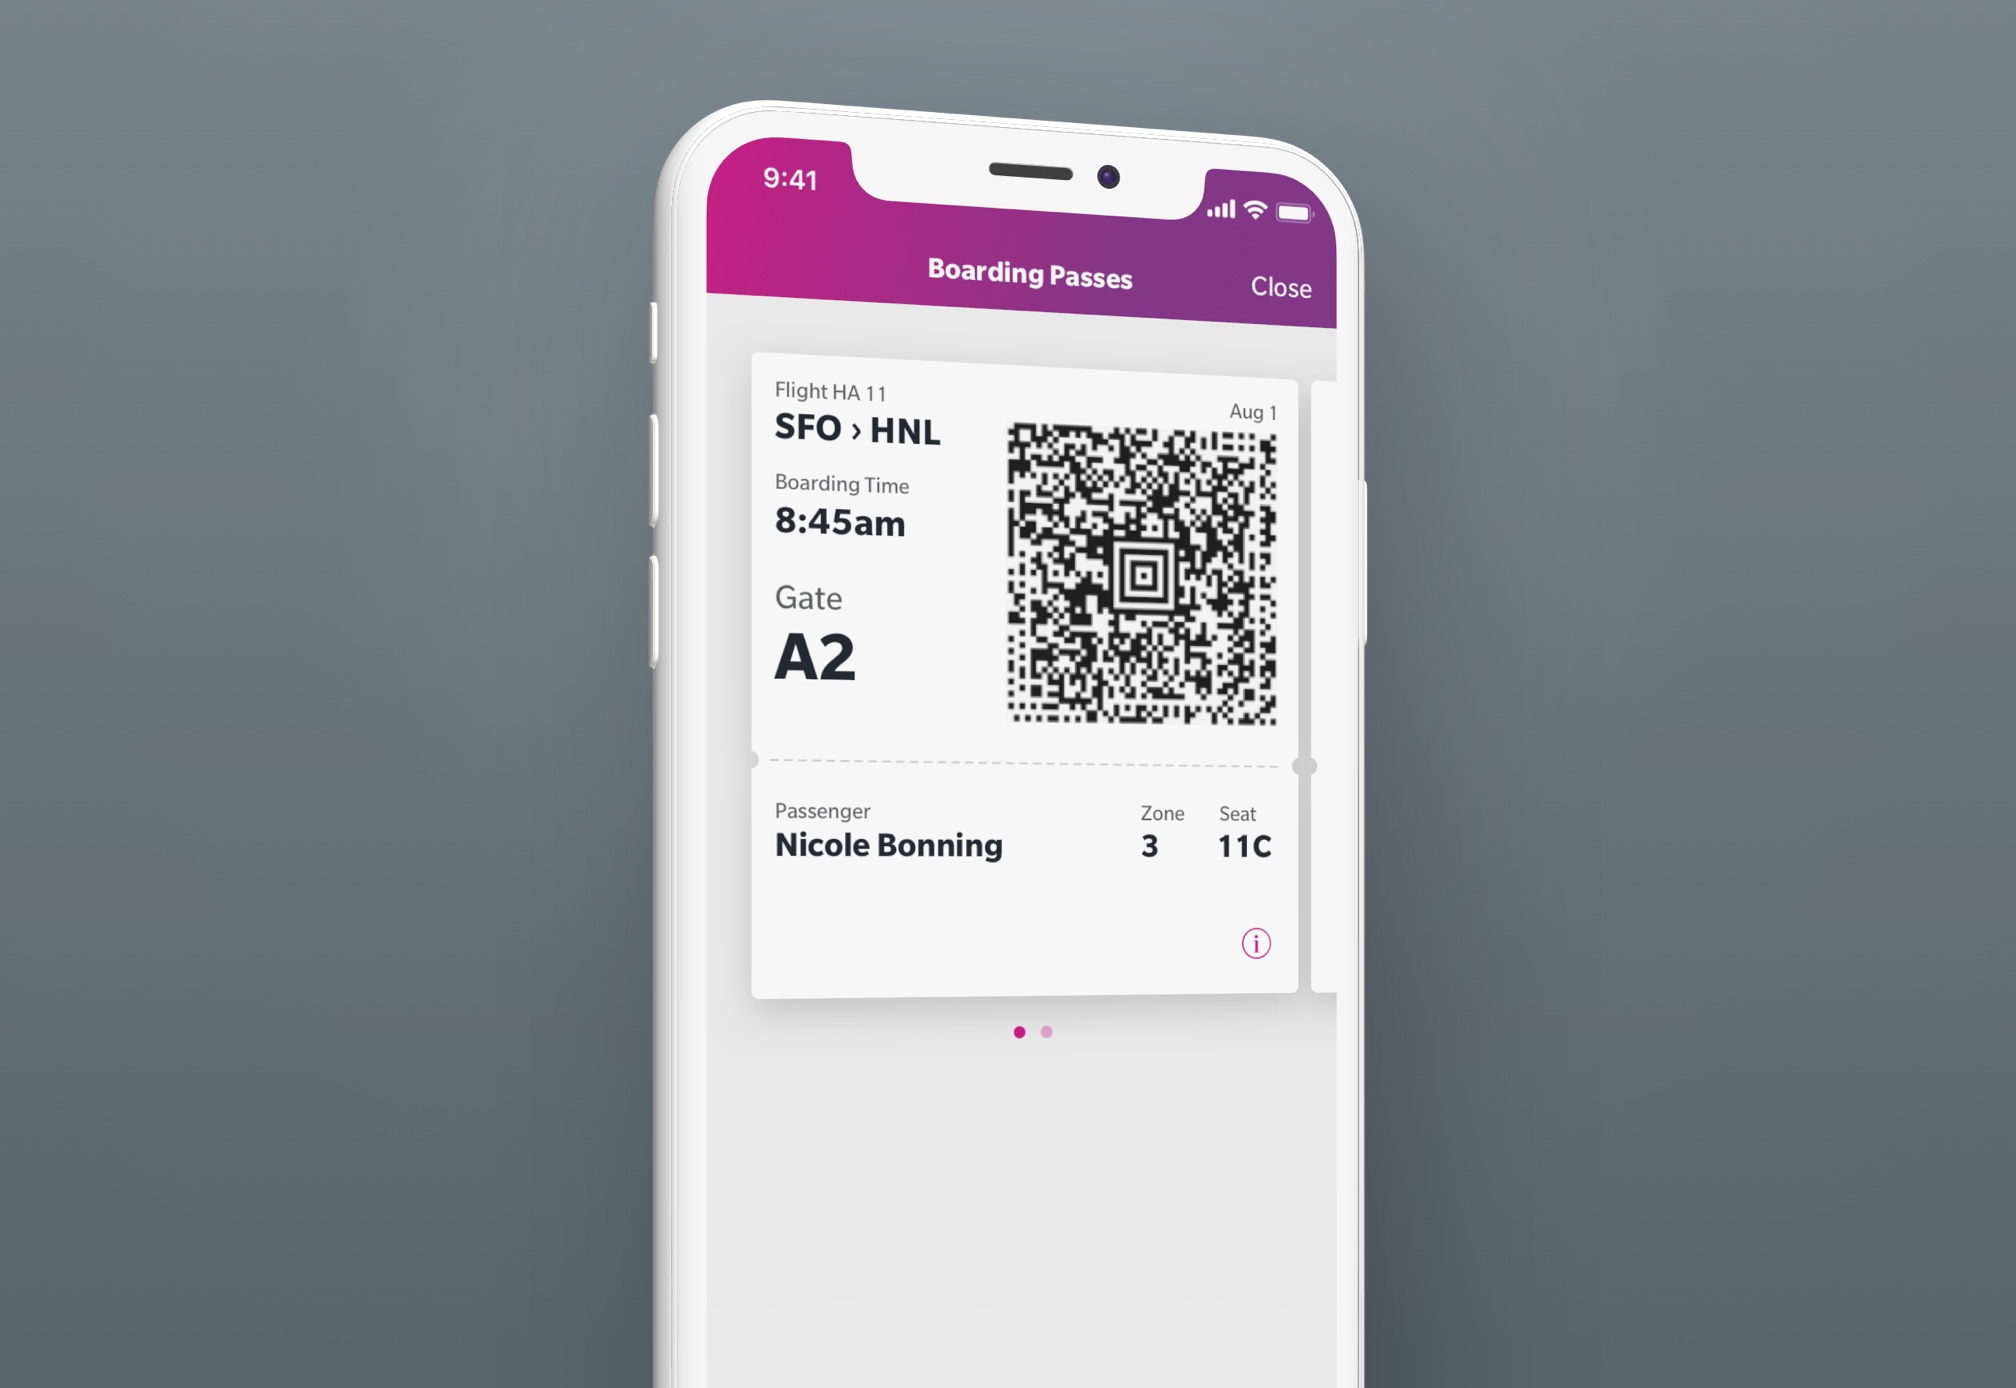 9:41
Boarding Passes
Close
Flight HA 11
Aug 1
SFO › HNL
Boarding Time
8:45am
Gate
A2
Passenger
Zone
Seat
Nicole Bonning
3
11C
i